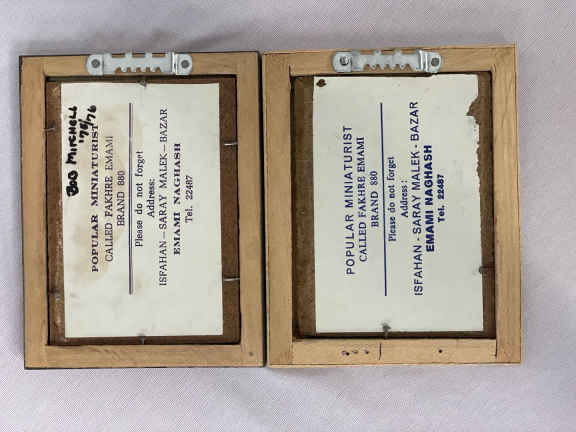 BOB MITCHELL
POPULAR MINIATURIST
CALLED FAKHRE EMAMI
BRAND 880
Please do not forget
Address:
ISFAHAN – SARAY MALEK – BAZAR
EMAMI NAGHASH
Tel. 22487
POPULAR MINIATURIST
CALLED FAKHRE EMAMI
BRAND 880
Please do not forget
Address :
ISFAHAN - SARAY MALEK - BAZAR
EMAMI NAGHASH
Tel. 22487